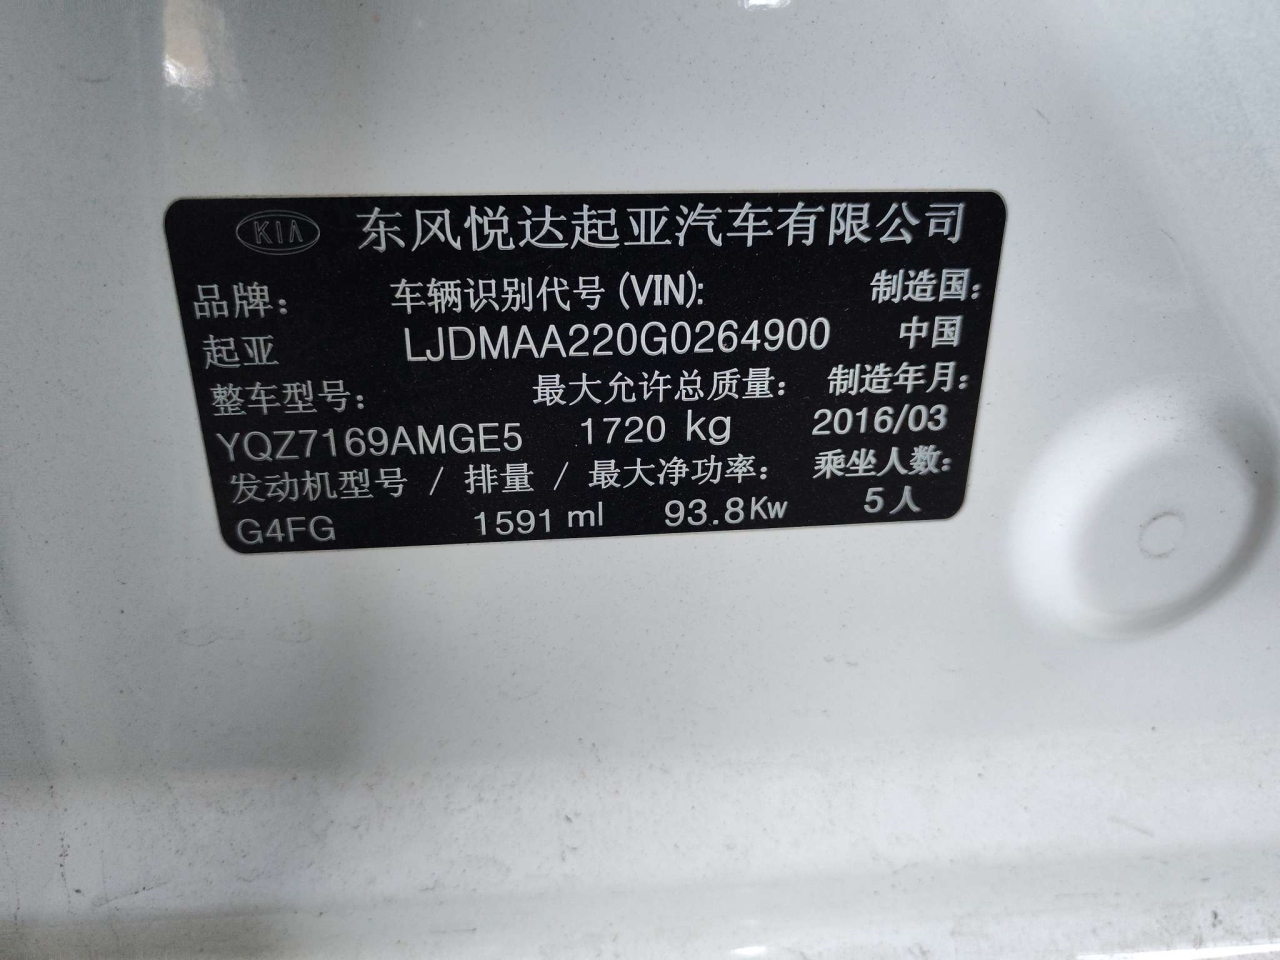 KIA 东风悦达起亚汽车有限公司
品牌： 车辆识别代号 (VIN): 制造国：
起亚 LJDMAA220G0264900 中国
整车型号： 最大允许总质量： 制造年月：
YQZ7169AMGE5 1720 kg 2016/03
发动机型号 / 排量 / 最大净功率： 乘坐人数：
G4FG 1591 ml 93.8Kw 5人